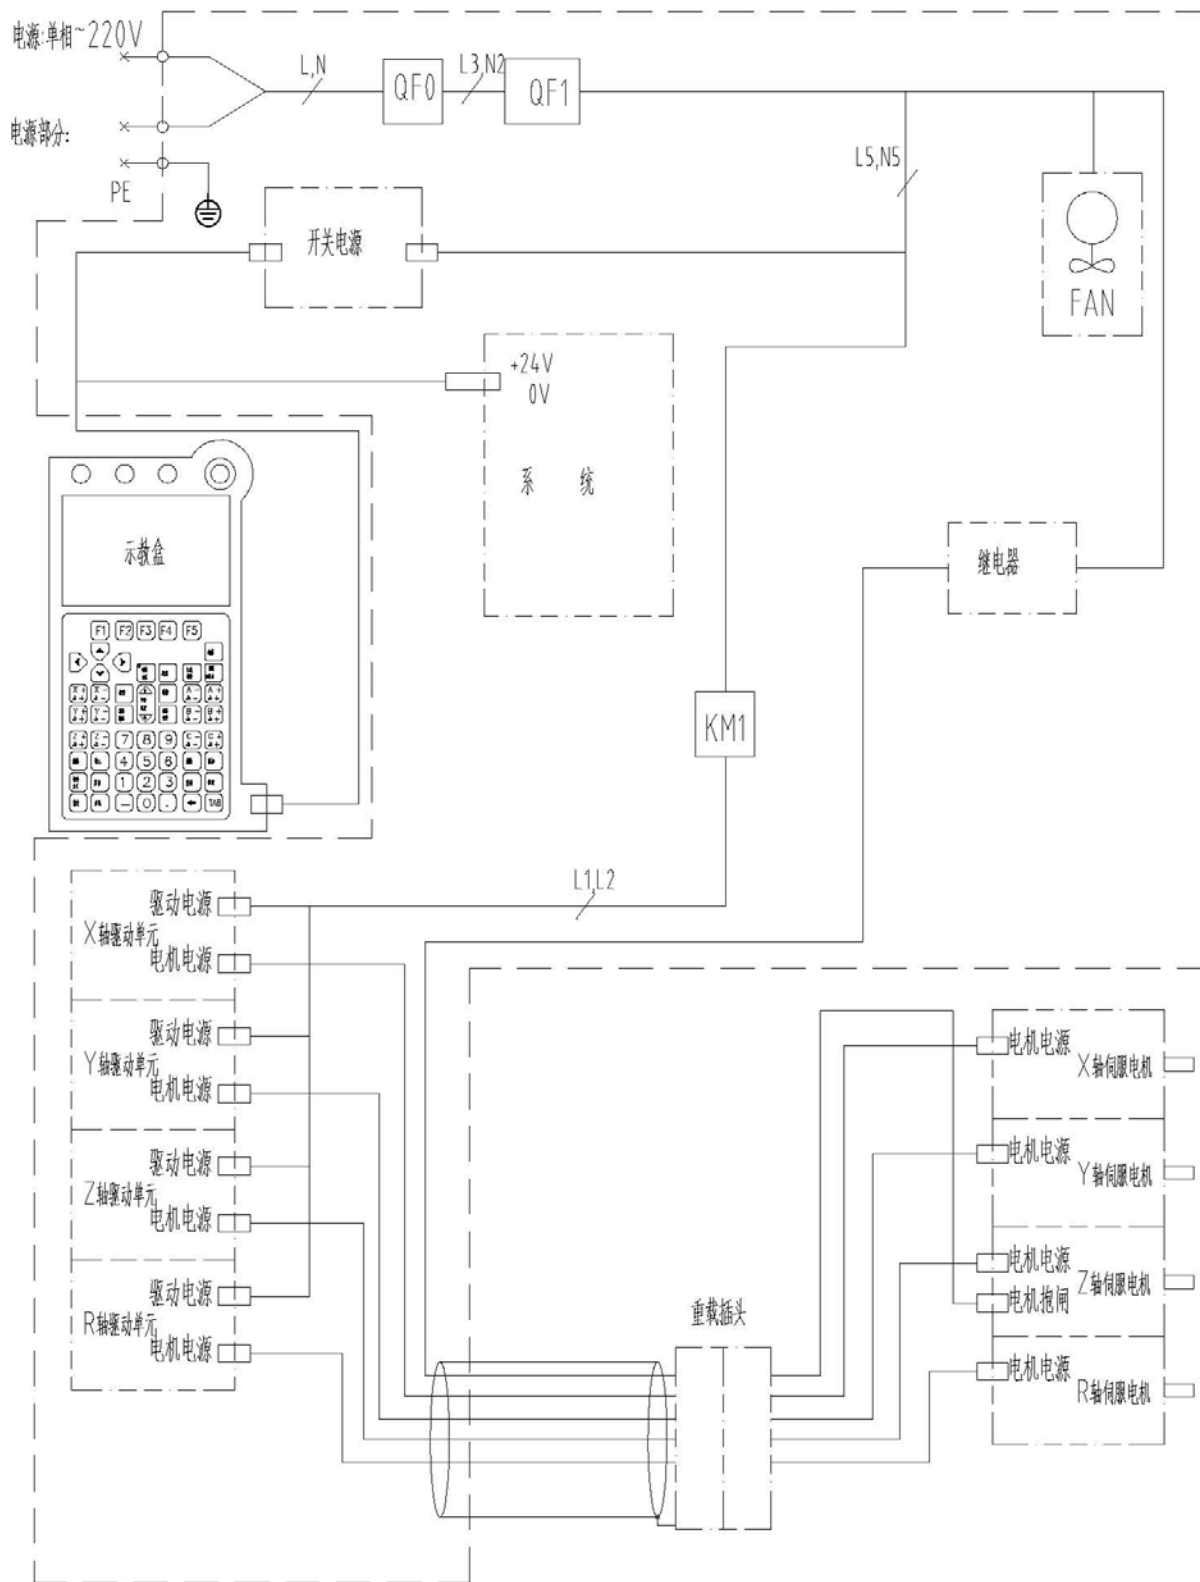 电源:单相~220V
L,N
QF0
L3,N2
QF1
电源部分:
PE
L5,N5
开关电源
FAN
+24V
0V
系 统
示教盒
继电器
F1 F2 F3 F4 F5
KM1
7 8 9
4 5 6
1 2 3
- 0 . TAB
L1,L2
驱动电源
X轴驱动单元
电机电源
驱动电源
Y轴驱动单元
电机电源
驱动电源
Z轴驱动单元
电机电源
驱动电源
R轴驱动单元
电机电源
重载插头
电机电源
X轴伺服电机
电机电源
Y轴伺服电机
电机电源
Z轴伺服电机
电机抱闸
电机电源
R轴伺服电机